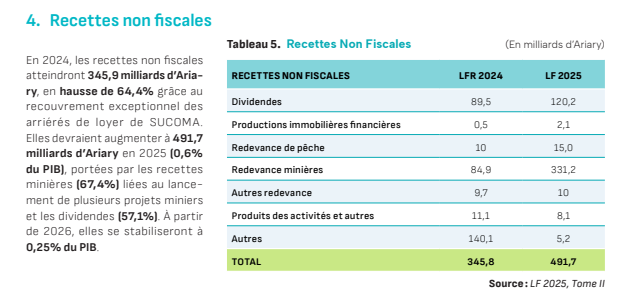 4. Recettes non fiscales
En 2024, les recettes non fiscales
atteindront 345,9 milliards d’Aria-
ry, en hausse de 64,4% grâce au
recouvrement exceptionnel des
arriérés de loyer de SUCOMA.
Elles devraient augmenter à 491,7
milliards d’Ariary en 2025 (0,6%
du PIB), portées par les recettes
minières (67,4%) liées au lance-
ment de plusieurs projets miniers
et les dividendes (57,1%). À partir
de 2026, elles se stabiliseront à
0,25% du PIB.
Tableau 5. Recettes Non Fiscales (En milliards d’Ariary)
RECETTES NON FISCALES LFR 2024 LF 2025
Dividendes 89,5 120,2
Productions immobilières financières 0,5 2,1
Redevance de pêche 10 15,0
Redevance minières 84,9 331,2
Autres redevance 9,7 10
Produits des activités et autres 11,1 8,1
Autres 140,1 5,2
TOTAL 345,8 491,7
Source : LF 2025, Tome II